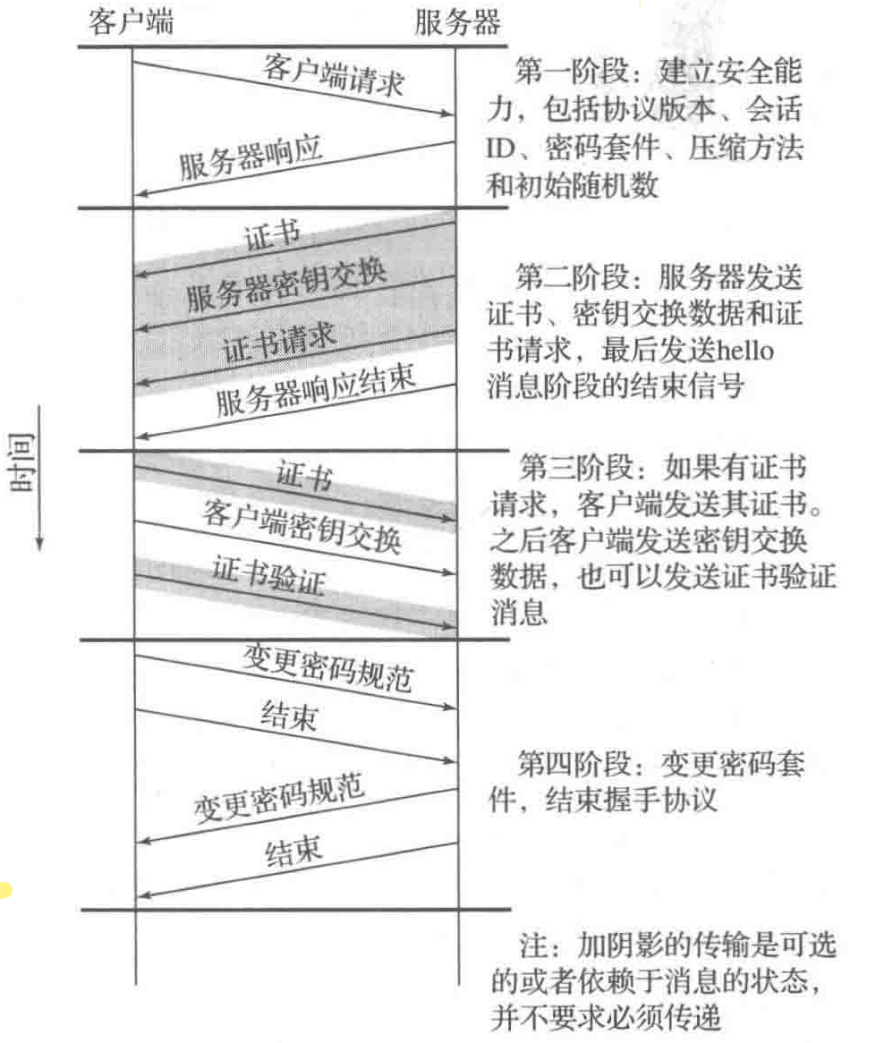 客户端
服务器
客户端请求
服务器响应
第一阶段：建立安全能
力，包括协议版本、会话
ID、密码套件、压缩方法
和初始随机数
证书
服务器密钥交换
证书请求
服务器响应结束
第二阶段：服务器发送
证书、密钥交换数据和证
书请求，最后发送hello
消息阶段的结束信号
时间
证书
客户端密钥交换
证书验证
第三阶段：如果有证书
请求，客户端发送其证书。
之后客户端发送密钥交换
数据，也可以发送证书验证
消息
变更密码规范
结束
变更密码规范
结束
第四阶段：变更密码套
件，结束握手协议
注：加阴影的传输是可选
的或者依赖于消息的状态，
并不要求必须传递